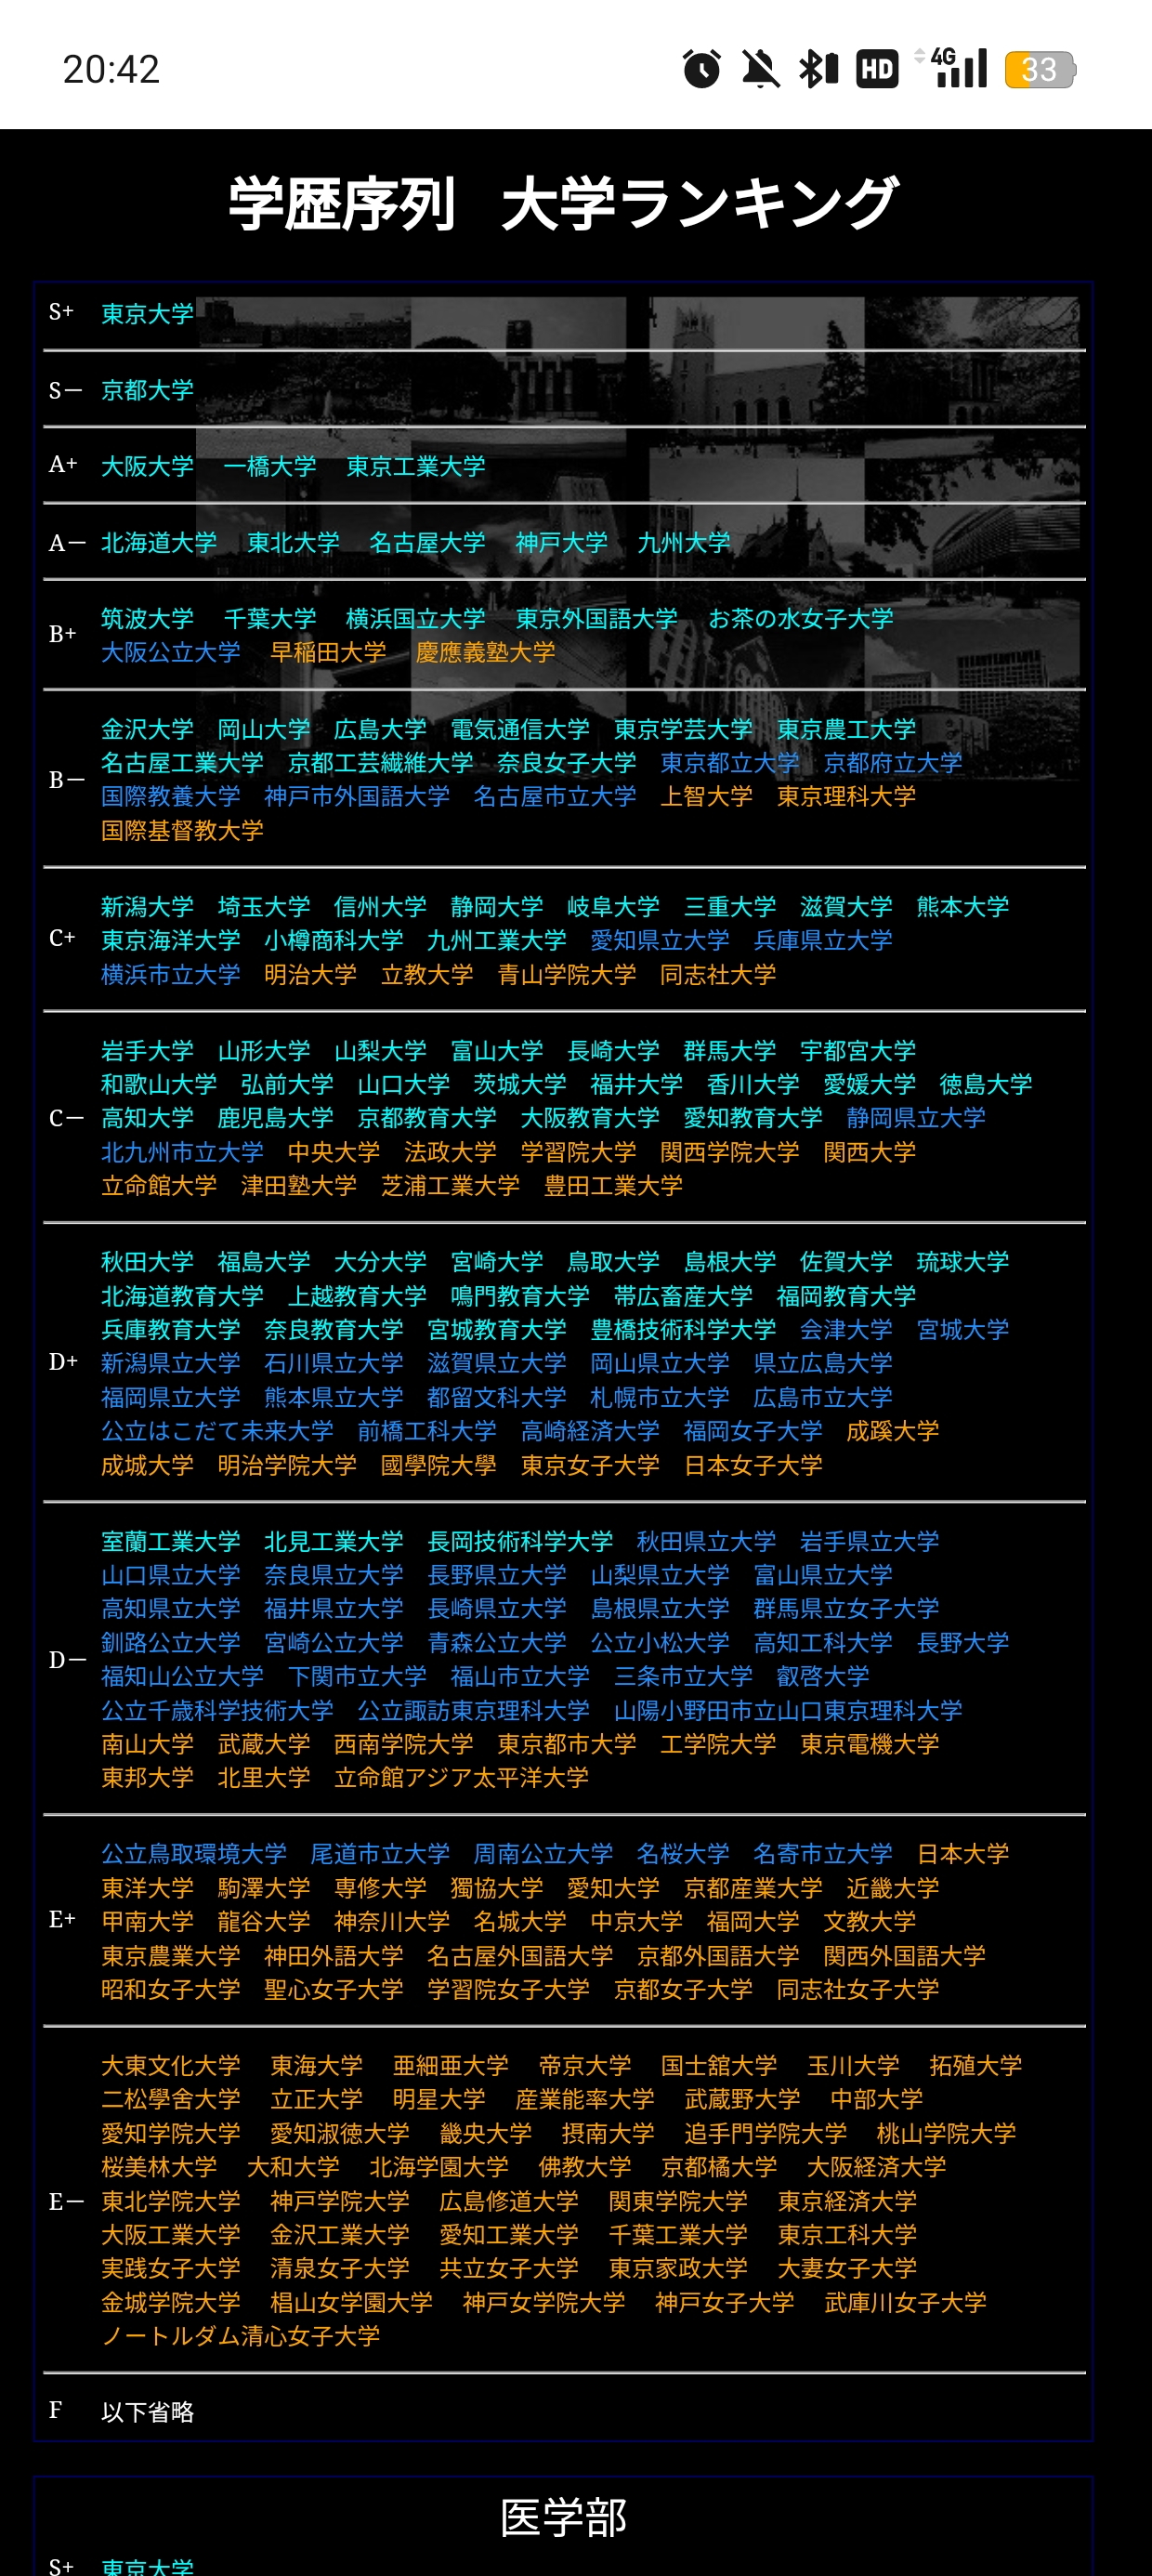 20:42
HD 4G 33
学歴序列 大学ランキング
S+ 東京大学
S－ 京都大学
A+ 大阪大学 一橋大学 東京工業大学
A－ 北海道大学 東北大学 名古屋大学 神戸大学 九州大学
B+ 筑波大学 千葉大学 横浜国立大学 東京外国語大学 お茶の水女子大学
大阪公立大学 早稲田大学 慶應義塾大学
B－ 金沢大学 岡山大学 広島大学 電気通信大学 東京学芸大学 東京農工大学
名古屋工業大学 京都工芸繊維大学 奈良女子大学 東京都立大学 京都府立大学
国際教養大学 神戸市外国語大学 名古屋市立大学 上智大学 東京理科大学
国際基督教大学
C+ 新潟大学 埼玉大学 信州大学 静岡大学 岐阜大学 三重大学 滋賀大学 熊本大学
東京海洋大学 小樽商科大学 九州工業大学 愛知県立大学 兵庫県立大学
横浜市立大学 明治大学 立教大学 青山学院大学 同志社大学
C－ 岩手大学 山形大学 山梨大学 富山大学 長崎大学 群馬大学 宇都宮大学
和歌山大学 弘前大学 山口大学 茨城大学 福井大学 香川大学 愛媛大学 徳島大学
高知大学 鹿児島大学 京都教育大学 大阪教育大学 愛知教育大学 静岡県立大学
北九州市立大学 中央大学 法政大学 学習院大学 関西学院大学 関西大学
立命館大学 津田塾大学 芝浦工業大学 豊田工業大学
D+ 秋田大学 福島大学 大分大学 宮崎大学 鳥取大学 島根大学 佐賀大学 琉球大学
北海道教育大学 上越教育大学 鳴門教育大学 帯広畜産大学 福岡教育大学
兵庫教育大学 奈良教育大学 宮城教育大学 豊橋技術科学大学 会津大学 宮城大学
新潟県立大学 石川県立大学 滋賀県立大学 岡山県立大学 県立広島大学
福岡県立大学 熊本県立大学 都留文科大学 札幌市立大学 広島市立大学
公立はこだて未来大学 前橋工科大学 高崎経済大学 福岡女子大学 成蹊大学
成城大学 明治学院大学 國學院大學 東京女子大学 日本女子大学
D－ 室蘭工業大学 北見工業大学 長岡技術科学大学 秋田県立大学 岩手県立大学
山口県立大学 奈良県立大学 長野県立大学 山梨県立大学 富山県立大学
高知県立大学 福井県立大学 長崎県立大学 島根県立大学 群馬県立女子大学
釧路公立大学 宮崎公立大学 青森公立大学 公立小松大学 高知工科大学 長野大学
福知山公立大学 下関市立大学 福山市立大学 三条市立大学 叡啓大学
公立千歳科学技術大学 公立諏訪東京理科大学 山陽小野田市立山口東京理科大学
南山大学 武蔵大学 西南学院大学 東京都市大学 工学院大学 東京電機大学
東邦大学 北里大学 立命館アジア太平洋大学
E+ 公立鳥取環境大学 尾道市立大学 周南公立大学 名桜大学 名寄市立大学 日本大学
東洋大学 駒澤大学 専修大学 獨協大学 愛知大学 京都産業大学 近畿大学
甲南大学 龍谷大学 神奈川大学 名城大学 中京大学 福岡大学 文教大学
東京農業大学 神田外語大学 名古屋外国語大学 京都外国語大学 関西外国語大学
昭和女子大学 聖心女子大学 学習院女子大学 京都女子大学 同志社女子大学
E－ 大東文化大学 東海大学 亜細亜大学 帝京大学 国士舘大学 玉川大学 拓殖大学
二松學舎大学 立正大学 明星大学 産業能率大学 武蔵野大学 中部大学
愛知学院大学 愛知淑徳大学 畿央大学 摂南大学 追手門学院大学 桃山学院大学
桜美林大学 大和大学 北海学園大学 佛教大学 京都橘大学 大阪経済大学
東北学院大学 神戸学院大学 広島修道大学 関東学院大学 東京経済大学
大阪工業大学 金沢工業大学 愛知工業大学 千葉工業大学 東京工科大学
実践女子大学 清泉女子大学 共立女子大学 東京家政大学 大妻女子大学
金城学院大学 椙山女学園大学 神戸女学院大学 神戸女子大学 武庫川女子大学
ノートルダム清心女子大学
F 以下省略
医学部
S+ 東京大学